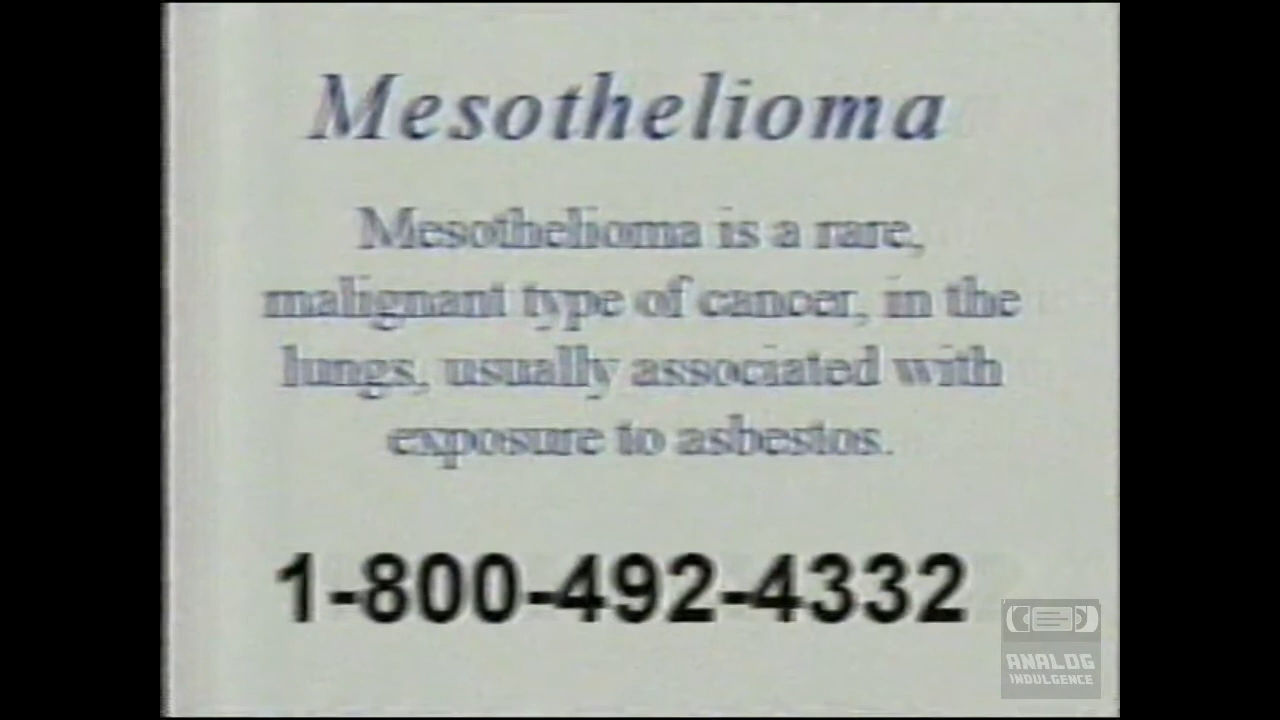 Mesothelioma
Mesothelioma is a rare,
malignant type of cancer, in the
lungs, usually associated with
exposure to asbestos.
1-800-492-4332
ANALOG
INDULGENCE